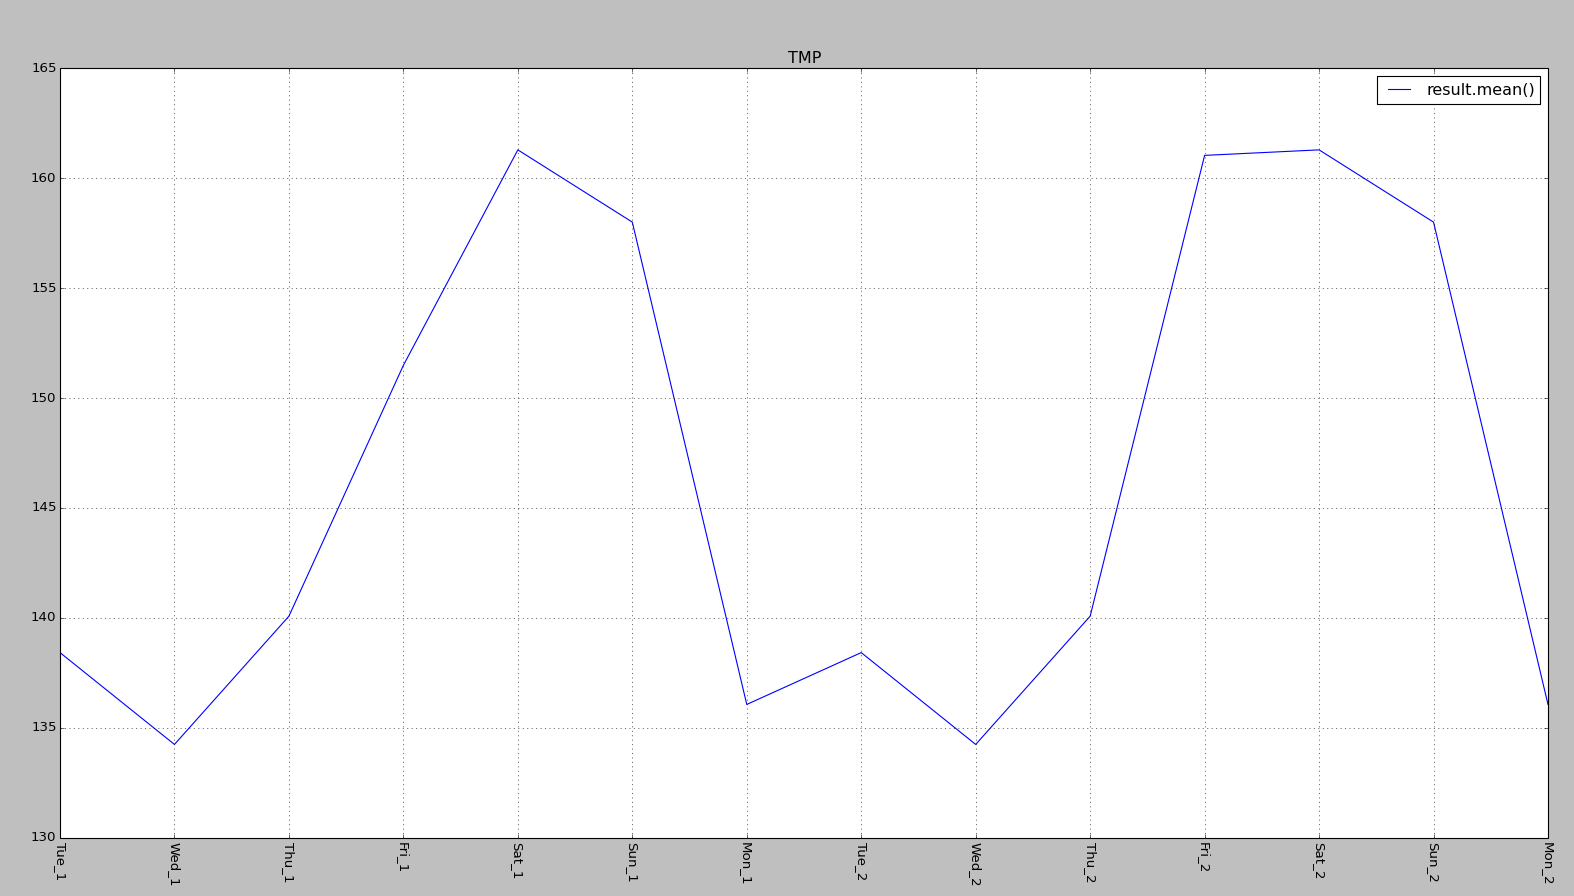 TMP
result.mean()
165
160
155
150
145
140
135
130
Tue_1
Wed_1
Thu_1
Fri_1
Sat_1
Sun_1
Mon_1
Tue_2
Wed_2
Thu_2
Fri_2
Sat_2
Sun_2
Mon_2